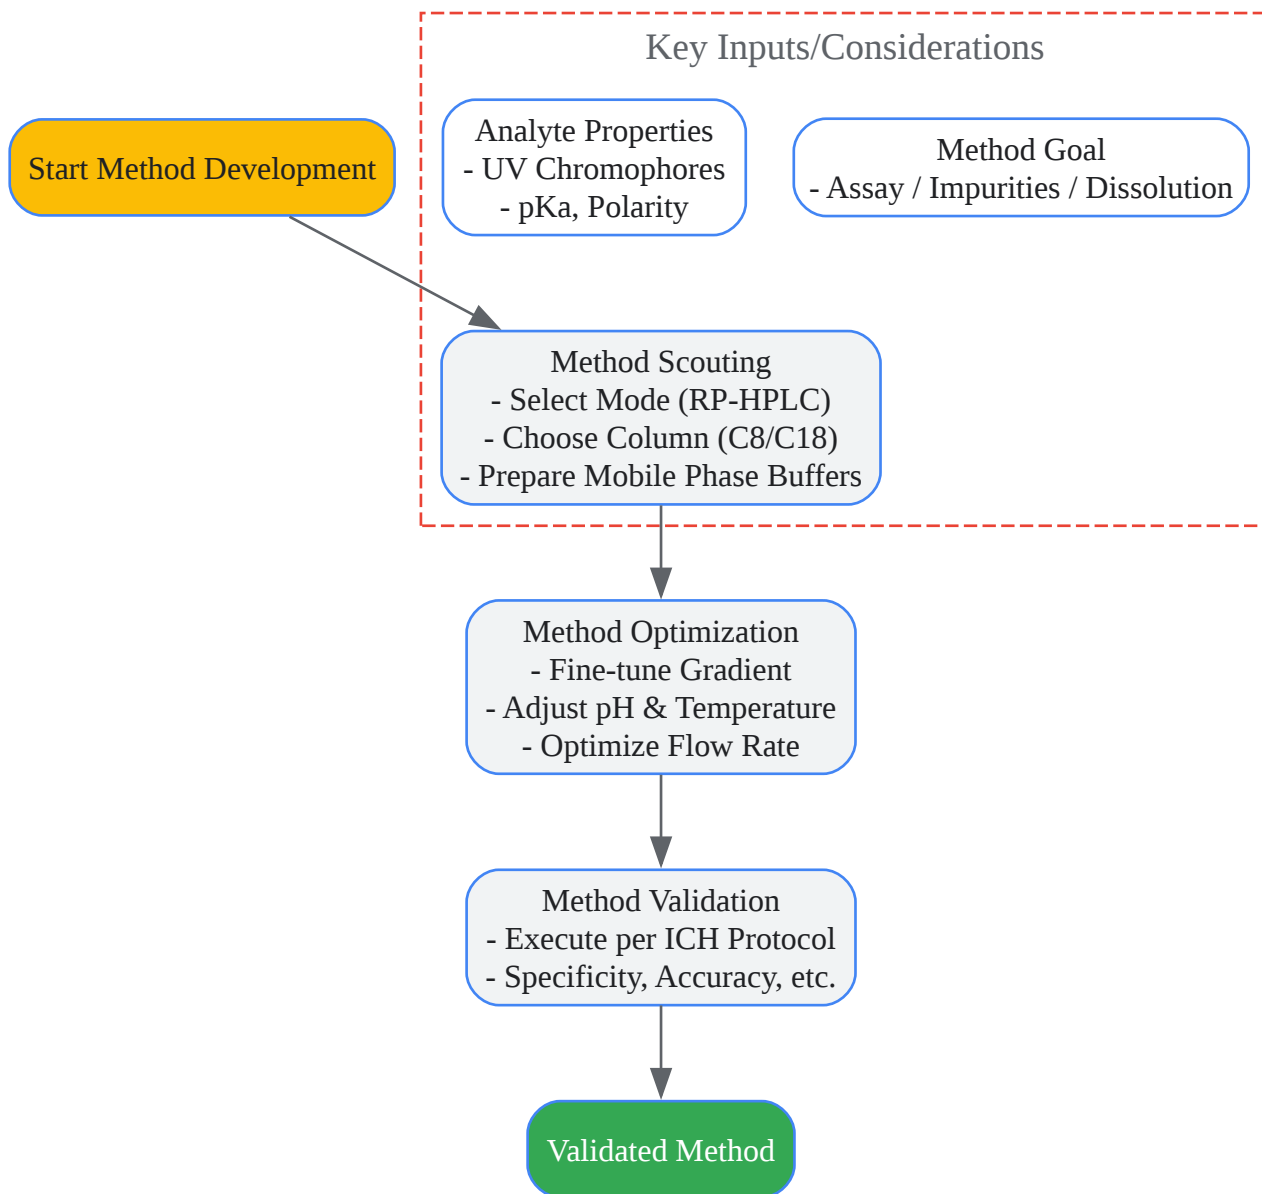 Key Inputs/Considerations
Start Method Development
Analyte Properties
- UV Chromophores
- pKa, Polarity
Method Goal
- Assay / Impurities / Dissolution
Method Scouting
- Select Mode (RP-HPLC)
- Choose Column (C8/C18)
- Prepare Mobile Phase Buffers
Method Optimization
- Fine-tune Gradient
- Adjust pH & Temperature
- Optimize Flow Rate
Method Validation
- Execute per ICH Protocol
- Specificity, Accuracy, etc.
Validated Method